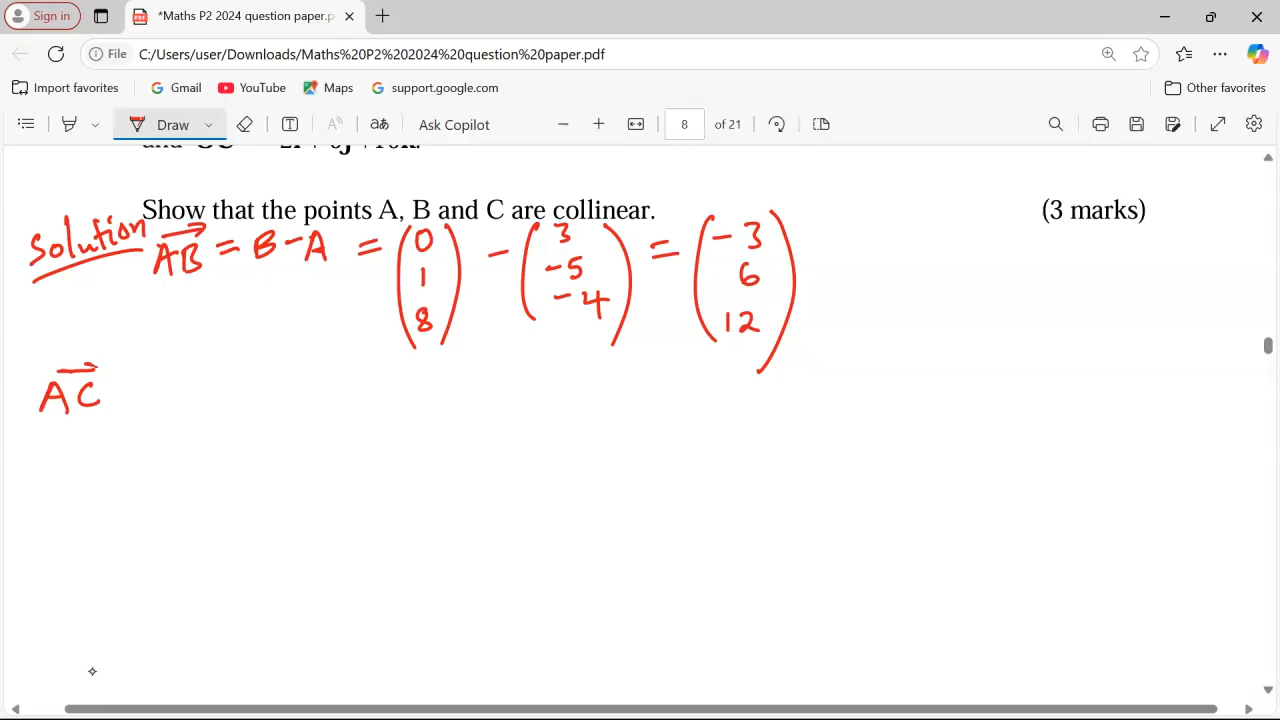 Sign in
*Maths P2 2024 question paper.p
File C:/Users/user/Downloads/Maths%20P2%202024%20question%20paper.pdf
Import favorites Gmail YouTube Maps support.google.com Other favorites
Draw Ask Copilot 8 of 21
Show that the points A, B and C are collinear. (3 marks)
Solution AB = B - A = (0 1 8) - (3 -5 -4) = (-3 6 12)
AC